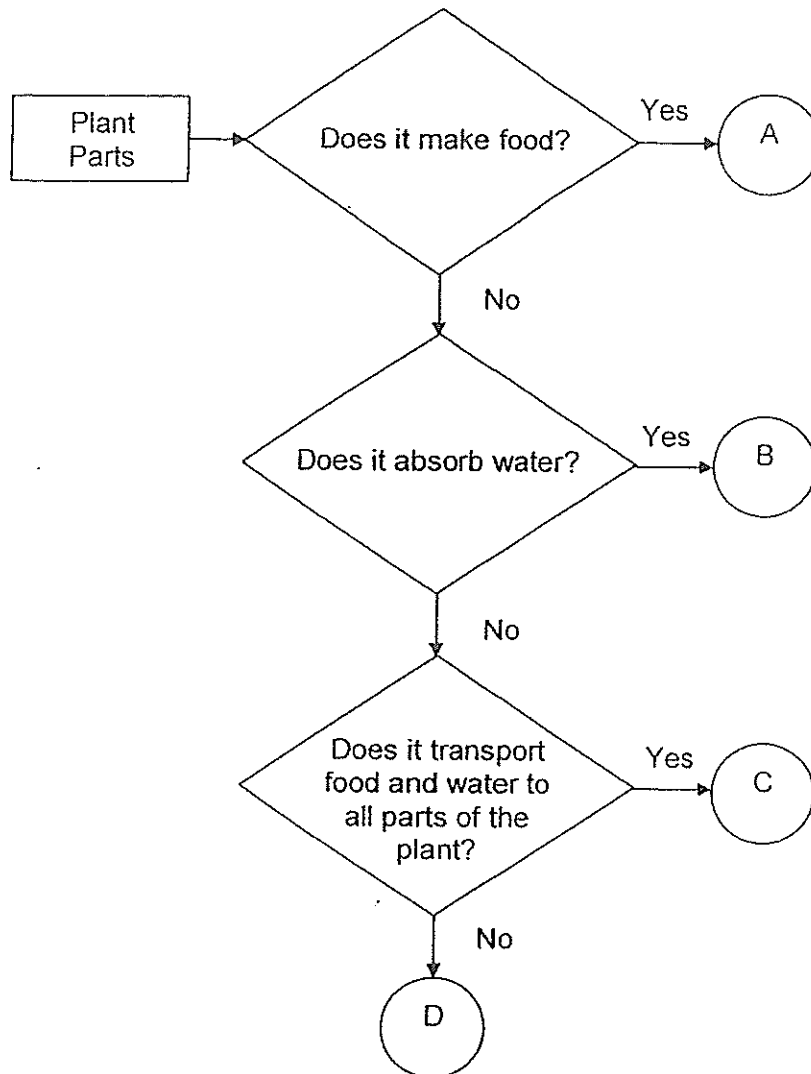 Plant
Parts
Does it make food?
Yes
A
No
Does it absorb water?
Yes
B
No
Does it transport
food and water to
all parts of the
plant?
Yes
C
No
D